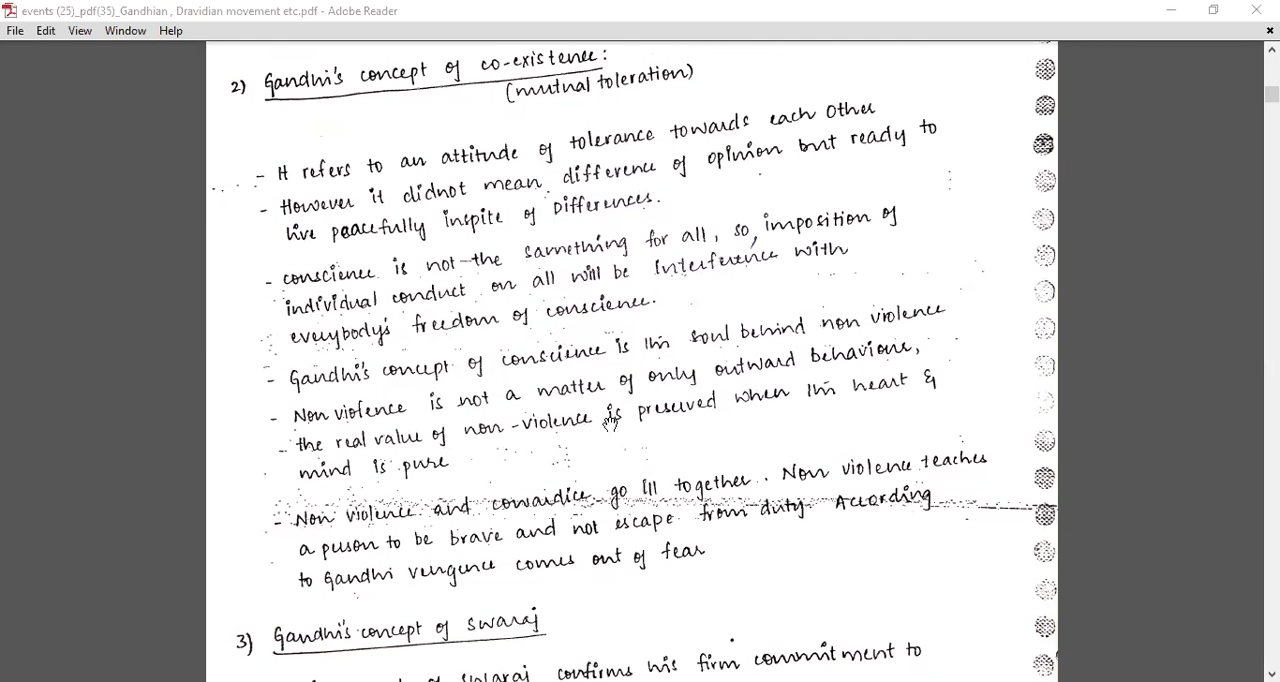 events (25)_pdf(35)_Gandhian , Dravidian movement etc.pdf - Adobe Reader
File Edit View Window Help
2) Gandhi's concept of co-existence:
(mutual toleration)
- It refers to an attitude of tolerance towards each other
- However it didnot mean difference of opinion but ready to
live peacefully inspite of Differences.
- conscience is not the samething for all, so, imposition of
individual conduct on all will be Interference with
everybody's freedom of conscience.
- Gandhi's concept of conscience is the soul behind non violence
- Non violence is not a matter of only outward behaviour,
- the real value of non-violence is preserved when the heart &
mind is pure
- Non violence and cowardice go ill together. Non violence teaches
a person to be brave and not escape from duty. According
to Gandhi vengence comes out of fear
3) Gandhi's concept of swaraj
of swaraj confirms his firm commitment to